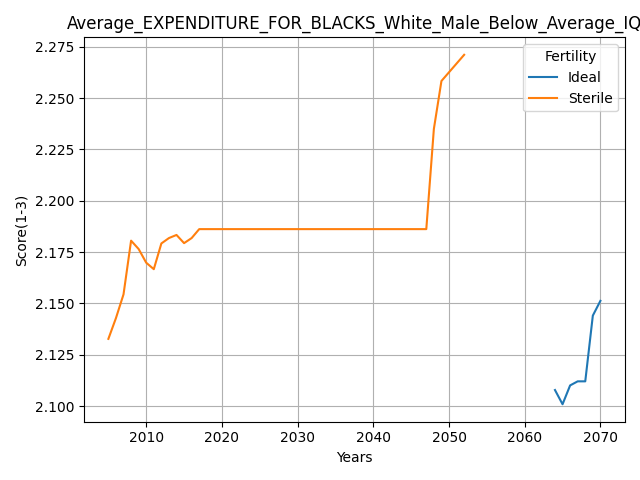 Average_EXPENDITURE_FOR_BLACKS_White_Male_Below_Average_IQ
Score(1-3)
2.275
2.250
2.225
2.200
2.175
2.150
2.125
2.100
Fertility
Ideal
Sterile
2010 2020 2030 2040 2050 2060 2070
Years